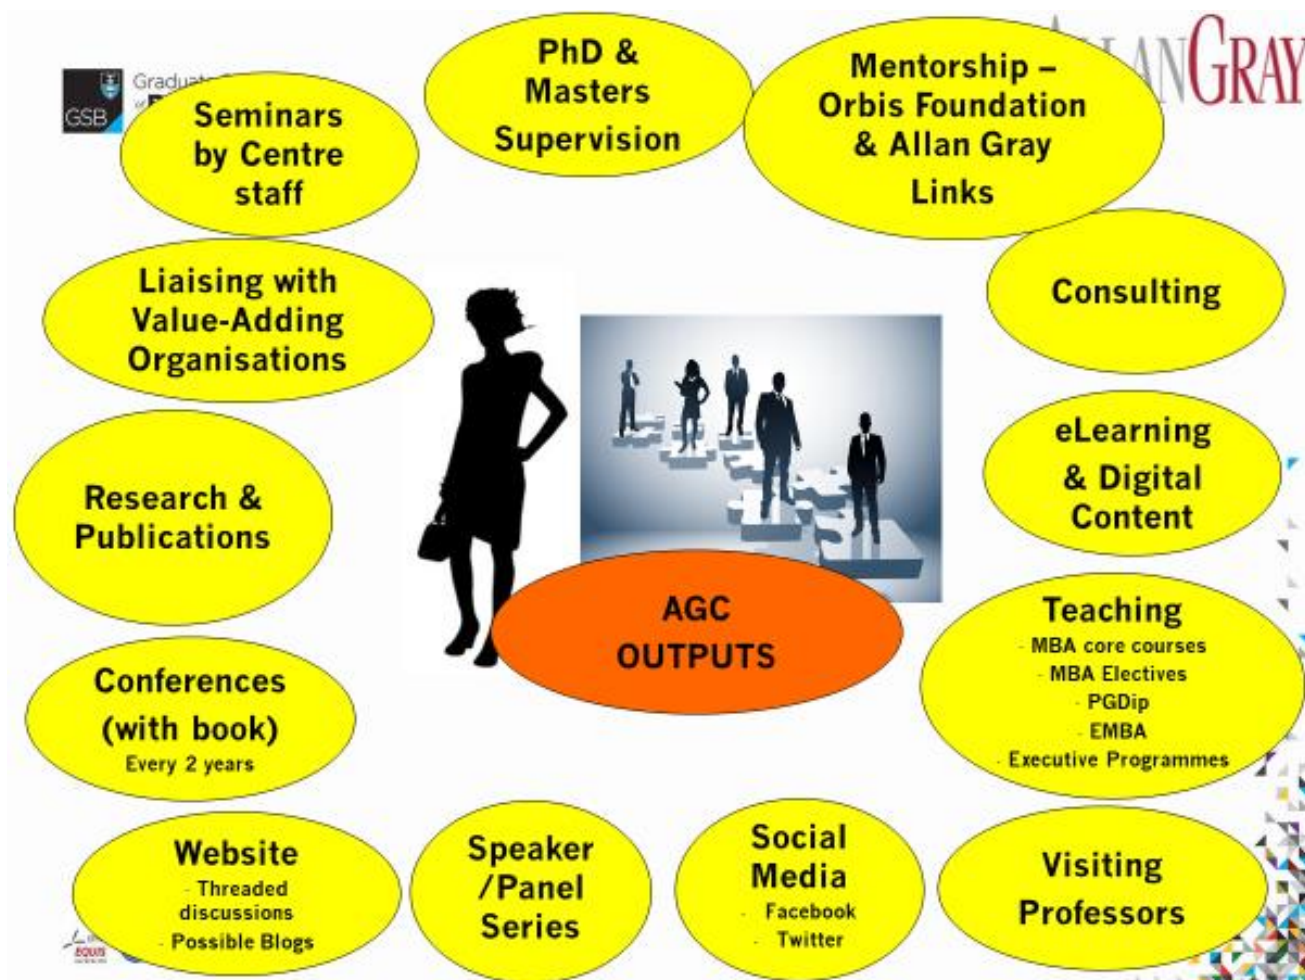 GSB
Seminars
by Centre
staff
PhD &
Masters
Supervision
Mentorship –
Orbis Foundation
& Allan Gray
Links
GRAY
Liaising with
Value-Adding
Organisations
Consulting
Research &
Publications
eLearning
& Digital
Content
AGC
OUTPUTS
Conferences
(with book)
Every 2 years
Teaching
- MBA core courses
- MBA Electives
- PGDip
- EMBA
- Executive Programmes
Website
- Threaded
discussions
- Possible Blogs
Speaker
/Panel
Series
Social
Media
- Facebook
- Twitter
Visiting
Professors
EQUIS